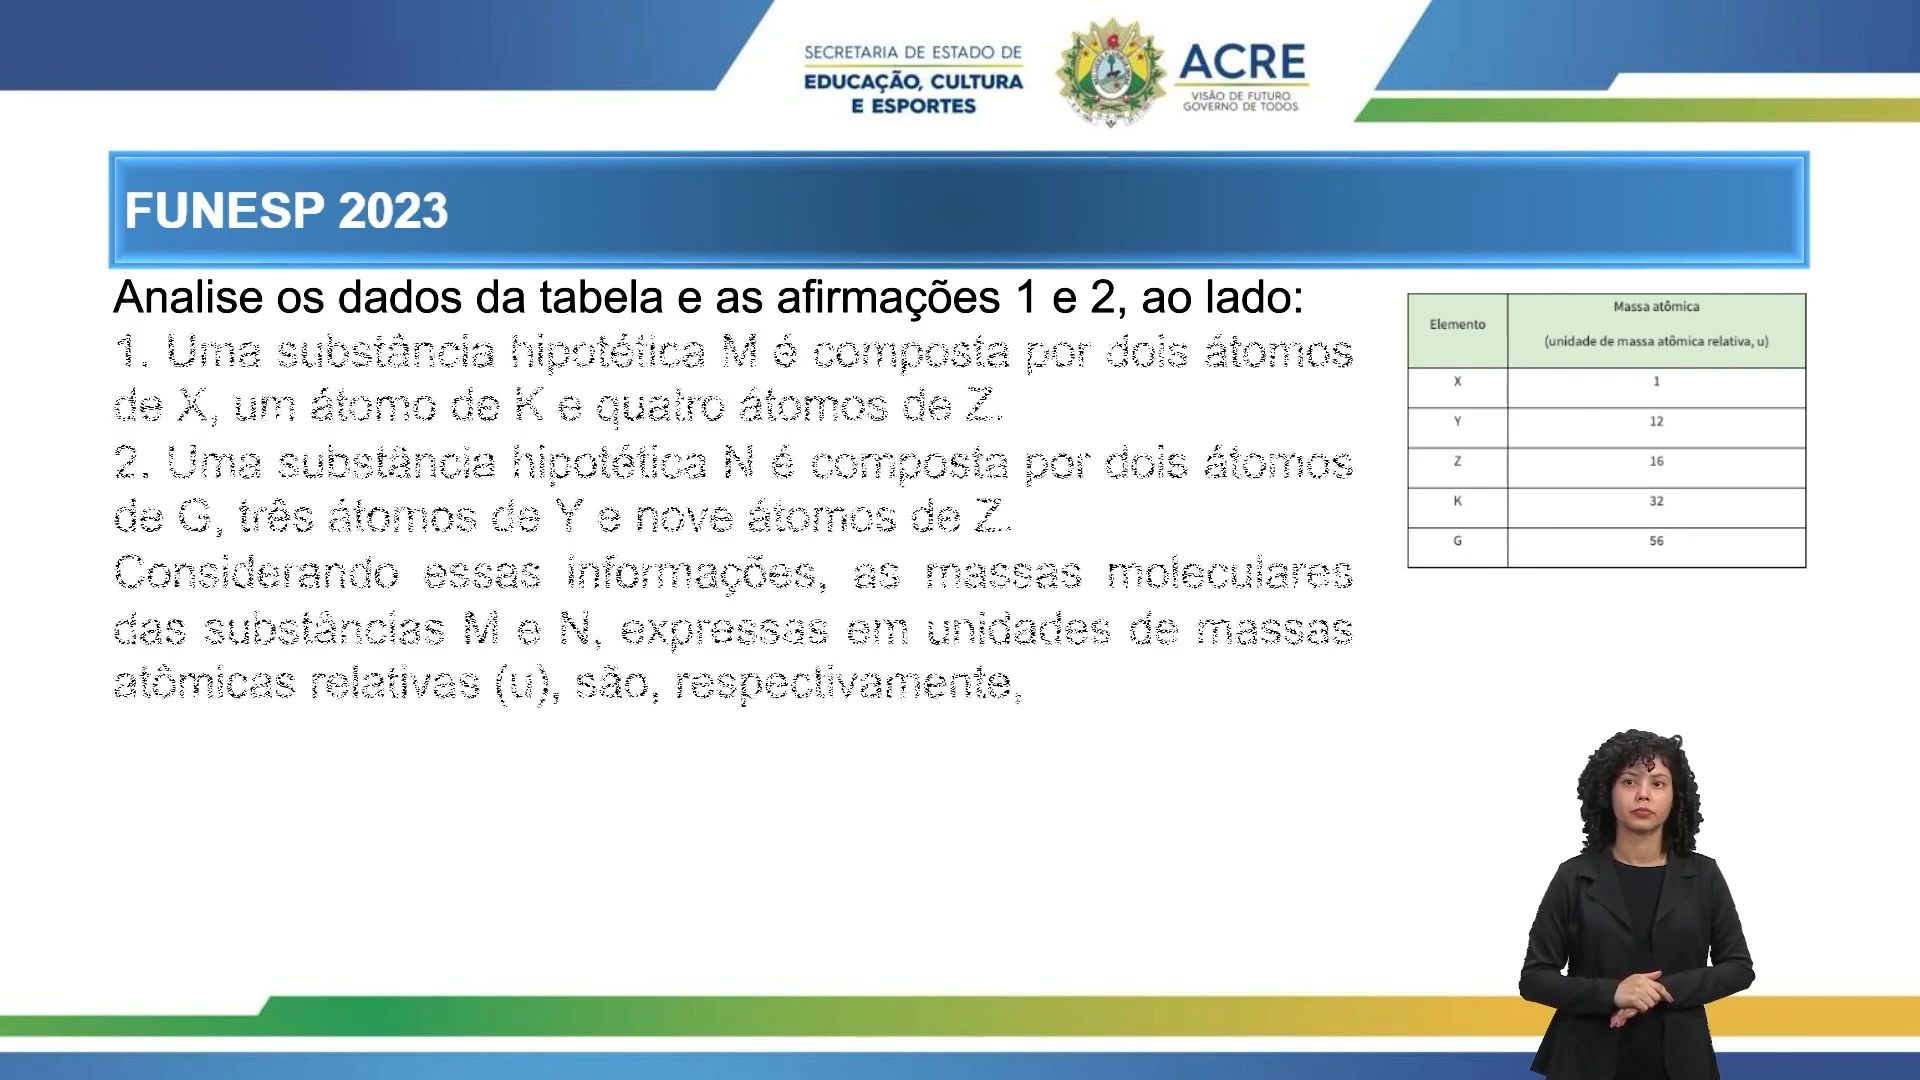 SECRETARIA DE ESTADO DE
EDUCAÇÃO, CULTURA
E ESPORTES
ACRE
VISÃO DE FUTURO.
GOVERNO DE TODOS
FUNESP 2023
Analise os dados da tabela e as afirmações 1 e 2, ao lado:
1. Uma substância hipotética M é composta por dois átomos
de X, um átomo de K e quatro átomos de Z.
2. Uma substância hipotética N é composta por dois átomos
de G, três átomos de Y e nove átomos de Z.
Considerando essas informações, as massas moleculares
das substâncias M e N, expressas em unidades de massas
atômicas relativas (u), são, respectivamente,
Elemento
Massa atômica
(unidade de massa atômica relativa, u)
X 1
Y 12
Z 16
K 32
G 56